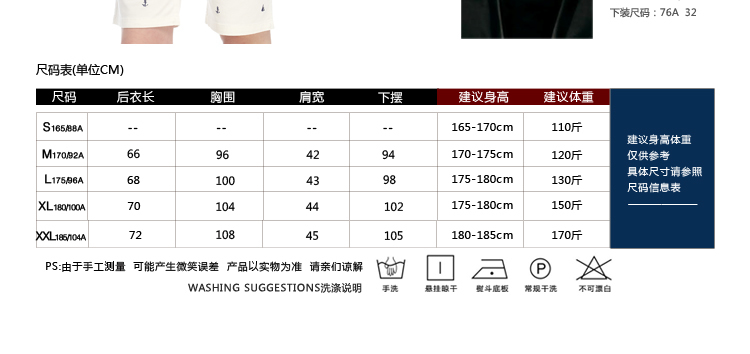 下装尺码：76A 32
尺码表(单位CM)
尺码 后衣长 胸围 肩宽 下摆 建议身高 建议体重
S165/88A -- -- -- -- 165-170cm 110斤
M170/92A 66 96 42 94 170-175cm 120斤
L175/96A 68 100 43 98 175-180cm 130斤
XL180/100A 70 104 44 102 175-180cm 150斤
XXL185/104A 72 108 45 105 180-185cm 170斤
建议身高体重
仅供参考
具体尺寸请参照
尺码信息表
PS:由于手工测量 可能产生微笑误差 产品以实物为准 请亲们谅解
WASHING SUGGESTIONS洗涤说明
P
手洗 悬挂晾干 熨斗底板 常规干洗 不可漂白